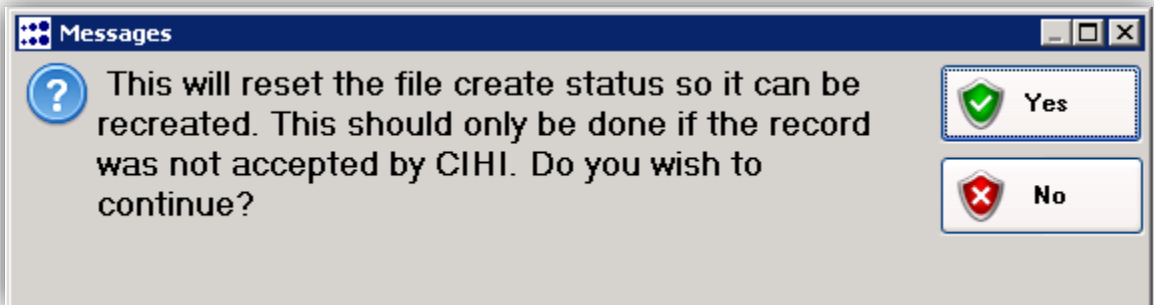 Messages
This will reset the file create status so it can be
recreated. This should only be done if the record
was not accepted by CIHI. Do you wish to
continue?
Yes
No